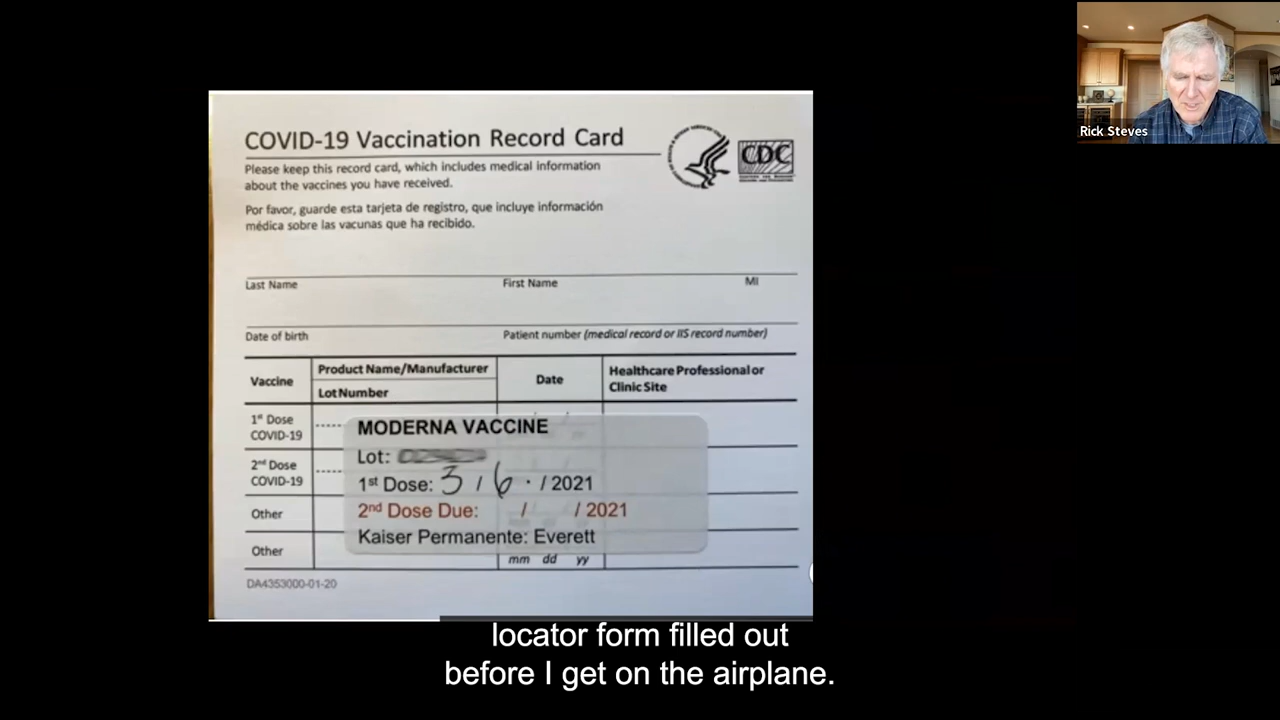 Rick Steves
COVID-19 Vaccination Record Card
Please keep this record card, which includes medical information
about the vaccines you have received.
Por favor, guarde esta tarjeta de registro, que incluye información
médica sobre las vacunas que ha recibido.
CDC
Last Name First Name MI
Date of birth Patient number (medical record or IIS record number)
Vaccine
Product Name/Manufacturer
Lot Number
Date
Healthcare Professional or
Clinic Site
1st Dose
COVID-19
2nd Dose
COVID-19
Other
Other
MODERNA VACCINE
Lot:
1st Dose: 3 / 6 / 2021
2nd Dose Due: / / 2021
Kaiser Permanente: Everett
mm dd yy
DA4353000-01-20
locator form filled out
before I get on the airplane.